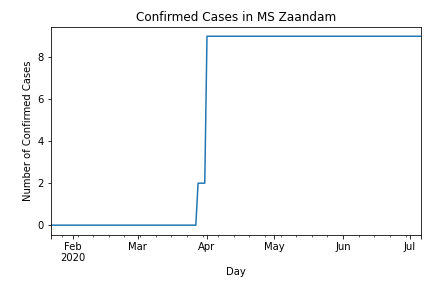 Confirmed Cases in MS Zaandam
Number of Confirmed Cases
8
6
4
2
0
Feb Mar Apr May Jun Jul
2020
Day